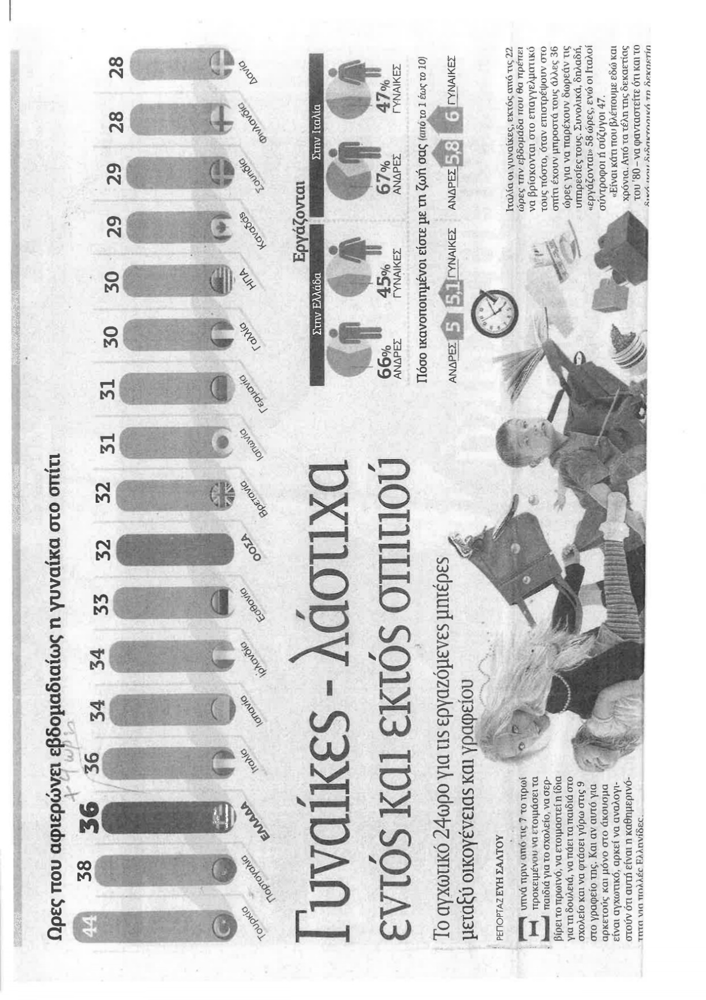 Ώρες που αφιερώνει εβδομαδιαίως η γυναίκα στο σπίτι
44 38 36 36 34 34 33 32 32 31 31 30 30 29 29 28 28
Τουρκία Πορτογαλία ΕΛΛΑΔΑ Ιταλία Ισπανία Ιρλανδία Εσθονία ΟΟΣΑ Βρετανία Ιαπωνία Γερμανία Γαλλία ΗΠΑ Καναδάς Σουηδία Φινλανδία Δανία
Γυναίκες - λάστιχα
εντός και εκτός σπιτιού
Το αγχωτικό 24ωρο για τις εργαζόμενες μητέρες
μεταξύ οικογένειας και γραφείου
ΡΕΠΟΡΤΑΖ ΕΥΗ ΣΑΛΤΟΥ
[Ξ] υπνά πριν από τις 7 το πρωί
προκειμένου να ετοιμάσει τα
παιδιά για το σχολείο, να σερ-
βίρει το πρωινό, να ετοιμαστεί η ίδια
για τη δουλειά, να πάει τα παιδιά στο
σχολείο και να φτάσει γύρω στις 9
στο γραφείο της. Και αν αυτό για
αρκετούς και μόνο στο άκουσμα
είναι αγχωτικό, αρκεί να αναλογι-
στούν ότι αυτή είναι η καθημερινό-
τητα για πολλές Ελληνίδες.
Εργάζονται
Στην Ελλάδα
66%
ΑΝΔΡΕΣ
45%
ΓΥΝΑΙΚΕΣ
Στην Ιταλία
67%
ΑΝΔΡΕΣ
47%
ΓΥΝΑΙΚΕΣ
Πόσο ικανοποιημένοι είστε με τη ζωή σας (από το 1 έως το 10)
ΑΝΔΡΕΣ 5 5,1 ΓΥΝΑΙΚΕΣ
ΑΝΔΡΕΣ 5,8 6 ΓΥΝΑΙΚΕΣ
Ιταλία οι γυναίκες, εκτός από τις 22
ώρες την εβδομάδα που θα πρέπει
να βρίσκονται στο επαγγελματικό
τους πόστο, όταν επιστρέψουν στο
σπίτι έχουν μπροστά τους άλλες 36
ώρες για να παρέχουν δωρεάν τις
υπηρεσίες τους. Συνολικά, δηλαδή,
«εργάζονται» 58 ώρες, ενώ οι Ιταλοί
σύντροφοι ή σύζυγοι 47.
«Είναι κάτι που βλέπουμε εδώ και
χρόνια. Από τα τέλη της δεκαετίας
του '80 – να φανταστείτε ότι και το